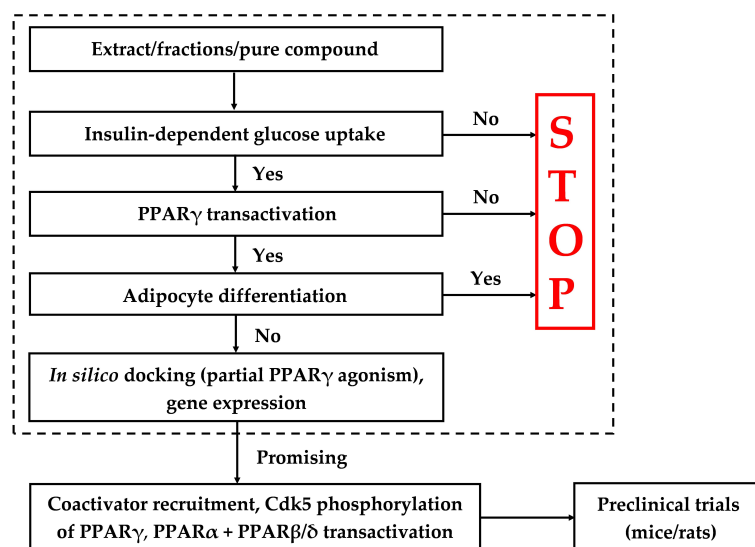 Extract/fractions/pure compound
Insulin-dependent glucose uptake
No
Yes
PPARγ transactivation
No
Yes
Adipocyte differentiation
Yes
No
In silico docking (partial PPARγ agonism),
gene expression
Promising
Coactivator recruitment, Cdk5 phosphorylation
of PPARγ, PPARα + PPARβ/δ transactivation
Preclinical trials
(mice/rats)
S
T
O
P